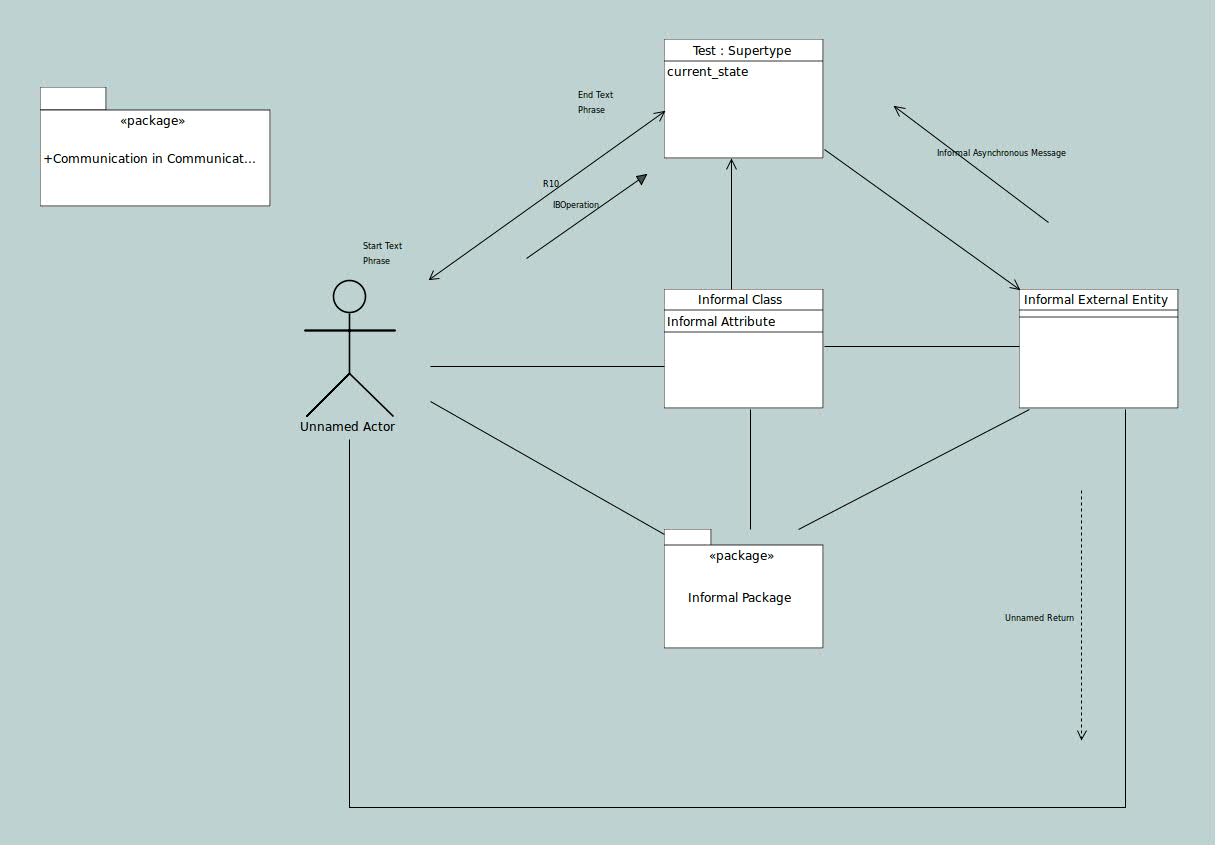 Test : Supertype
current_state
End Text
Phrase
«package»
+Communication in Communicat...
Informal Asynchronous Message
R10
IBOperation
Start Text
Phrase
Informal Class
Informal External Entity
Informal Attribute
Unnamed Actor
«package»
Informal Package
Unnamed Return